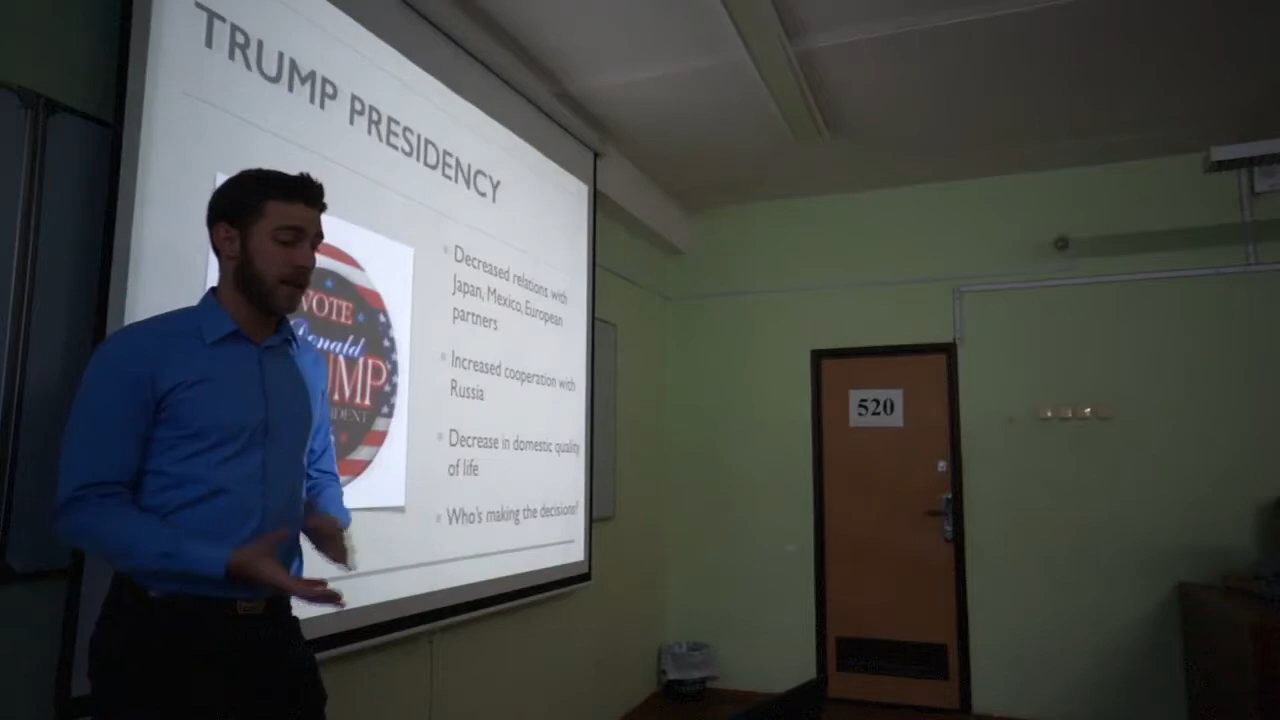 TRUMP PRESIDENCY
VOTE
Donald
Decreased relations with
Japan, Mexico, European
partners
Increased cooperation with
Russia
Decrease in domestic quality
of life
Who's making the decisions?
520